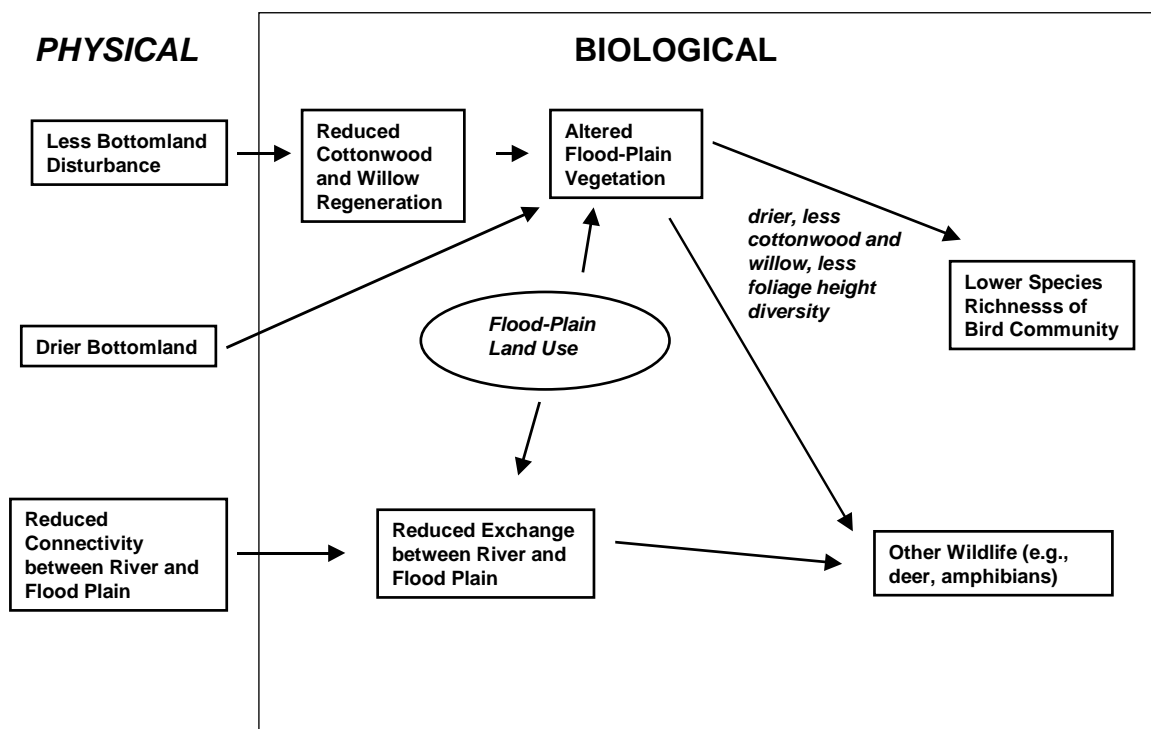 PHYSICAL
BIOLOGICAL
Less Bottomland
Disturbance
Reduced
Cottonwood
and Willow
Regeneration
Altered
Flood-Plain
Vegetation
drier, less
cottonwood and
willow, less
foliage height
diversity
Lower Species
Richnesss of
Bird Community
Flood-Plain
Land Use
Drier Bottomland
Reduced
Connectivity
between River and
Flood Plain
Reduced Exchange
between River and
Flood Plain
Other Wildlife (e.g.,
deer, amphibians)